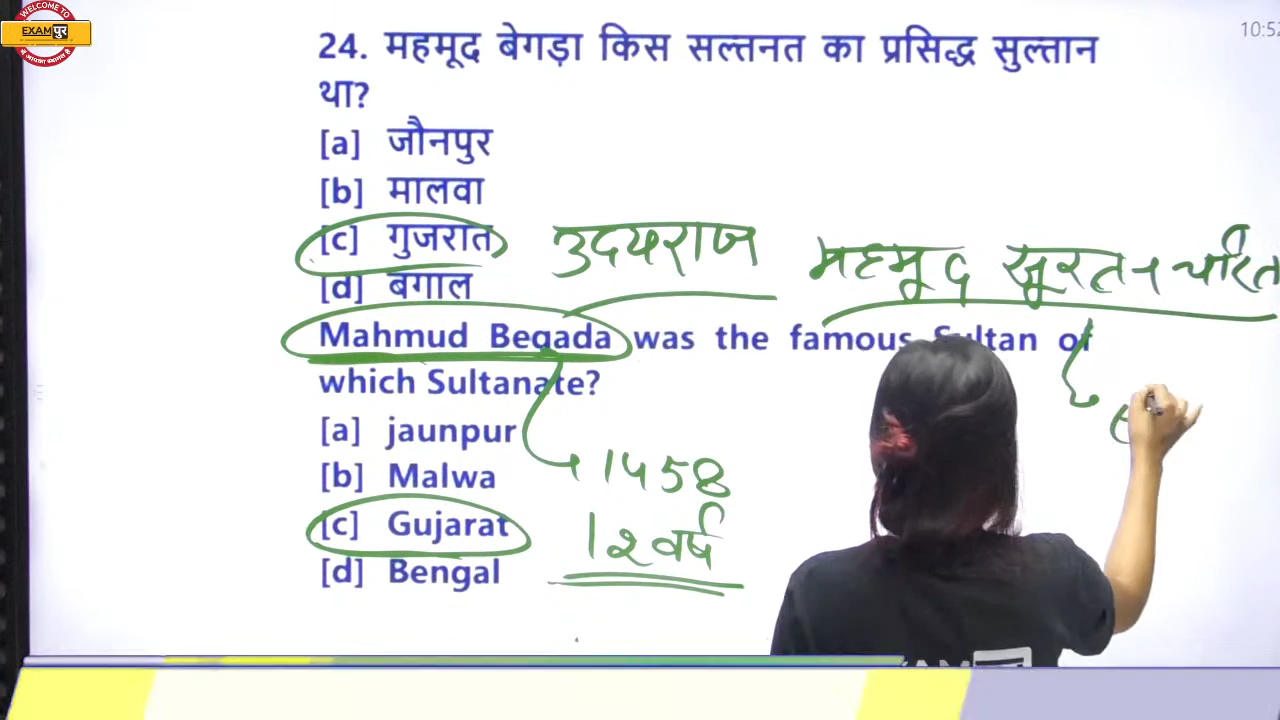 WELCOME TO
EXAMपुर
10:52
24. महमूद बेगड़ा किस सल्तनत का प्रसिद्ध सुल्तान
था?
[a] जौनपुर
[b] मालवा
[c] गुजरात उदयराज महमूद सूरतन चरित
[d] बंगाल
Mahmud Begada was the famous Sultan of
which Sultanate?
[a] jaunpur
[b] Malwa 1458
[c] Gujarat 12 वर्ष
[d] Bengal